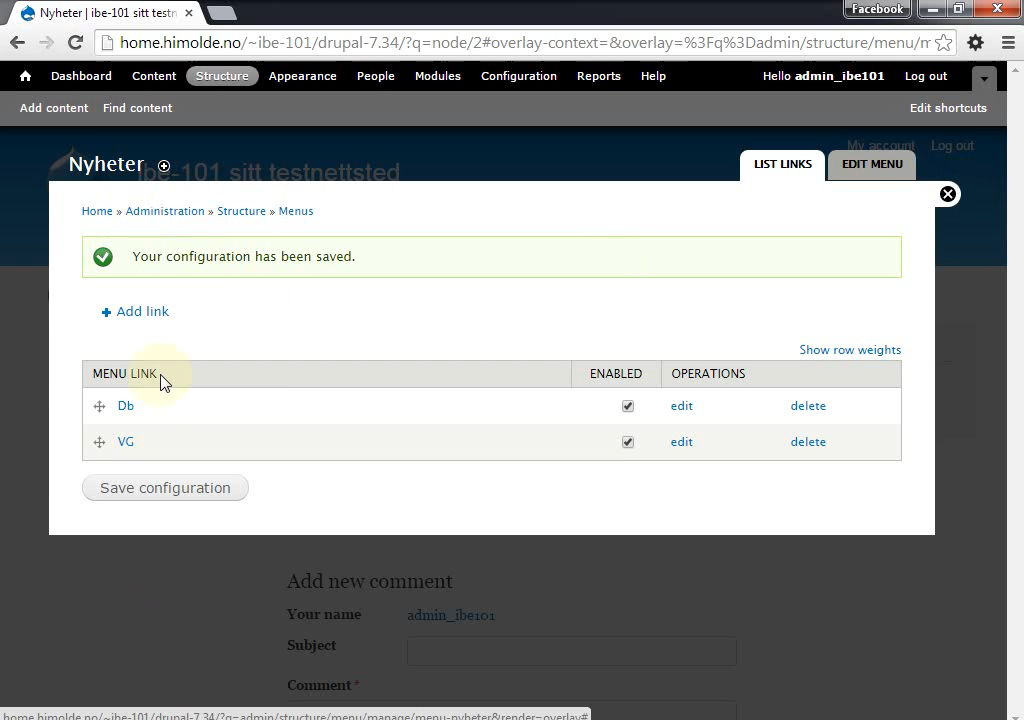 Nyheter | ibe-101 sitt testn
Facebook
home.himolde.no/~ibe-101/drupal-7.34/?q=node/2#overlay-context=&overlay=%3Fq%3Dadmin/structure/menu/m
Dashboard Content Structure Appearance People Modules Configuration Reports Help Hello admin_ibe101 Log out
Add content Find content Edit shortcuts
My account Log out
Nyheter
ibe-101 sitt testnettsted
LIST LINKS EDIT MENU
Home » Administration » Structure » Menus
Your configuration has been saved.
Add link
Show row weights
MENU LINK ENABLED OPERATIONS
Db edit delete
VG edit delete
Save configuration
Add new comment
Your name admin_ibe101
Subject
Comment *
home.himolde.no/~ibe-101/drupal-7.34/?q=admin/structure/menu/manage/menu-nyheter&render=overlay#